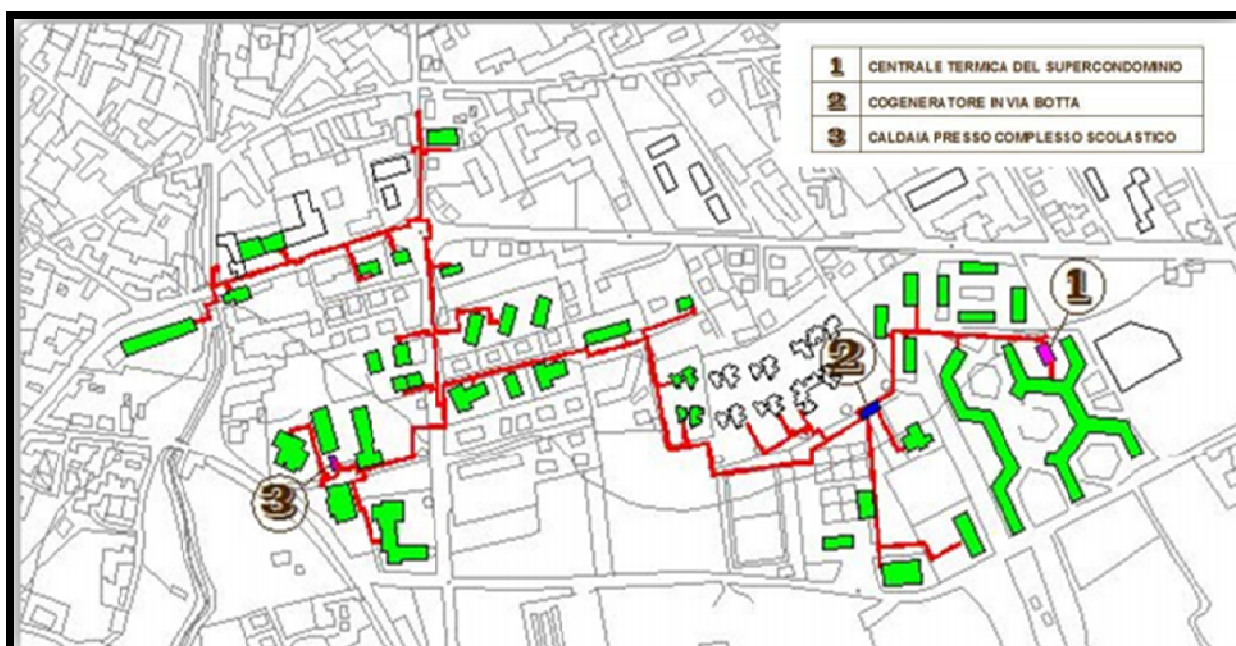 1 CENTRALE TERMICA DEL SUPERCONDOMINIO
2 COGENERATORE IN VIA BOTTA
3 CALDAIA PRESSO COMPLESSO SCOLASTICO
1
2
3